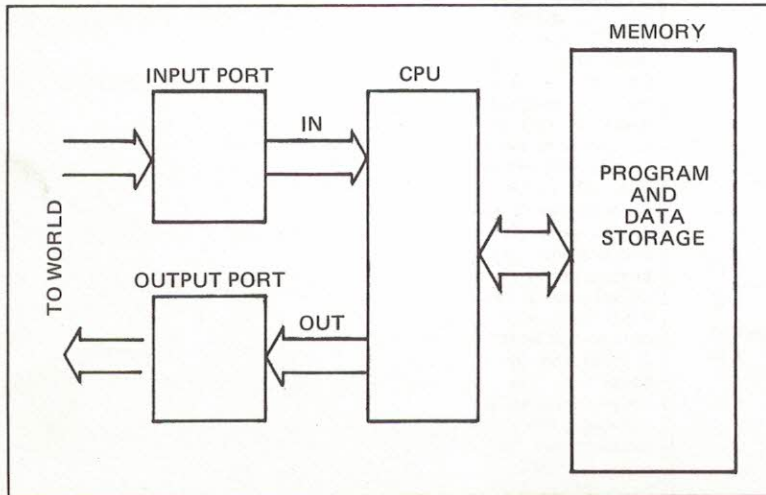 MEMORY
INPUT PORT
CPU
IN
PROGRAM
AND
DATA
STORAGE
TO WORLD
OUTPUT PORT
OUT